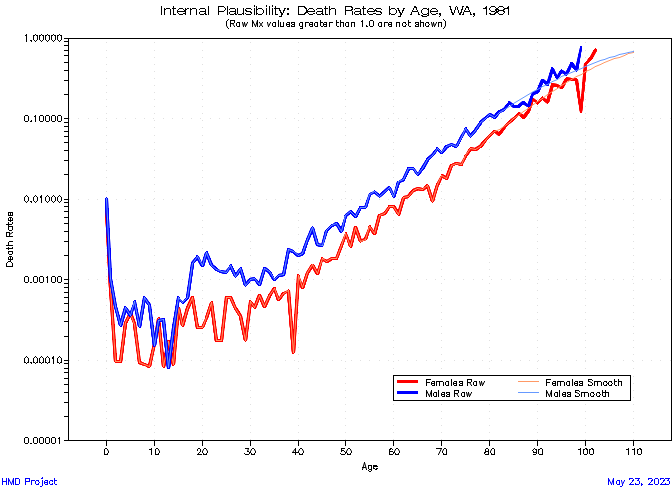 Internal Plausibility: Death Rates by Age, WA, 1981
(Raw Mx values greater than 1.0 are not shown)
1.00000
0.10000
0.01000
0.00100
0.00010
0.00001
Death Rates
0 10 20 30 40 50 60 70 80 90 100 110
Age
Females Raw Females Smooth
Males Raw Males Smooth
HMD Project May 23, 2023